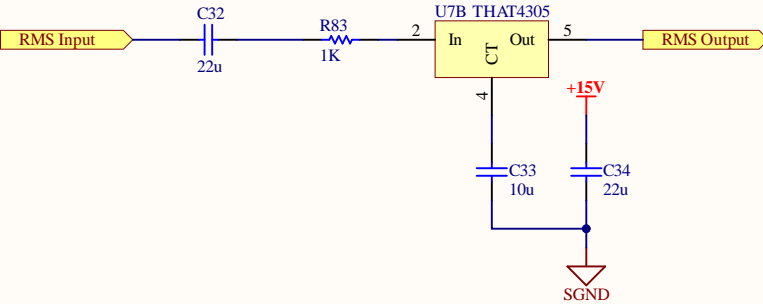 C32
U7B THAT4305
RMS Input
R83
2
In
Out
5
RMS Output
22u
1K
CT
4
+15V
C33
C34
10u
22u
SGND